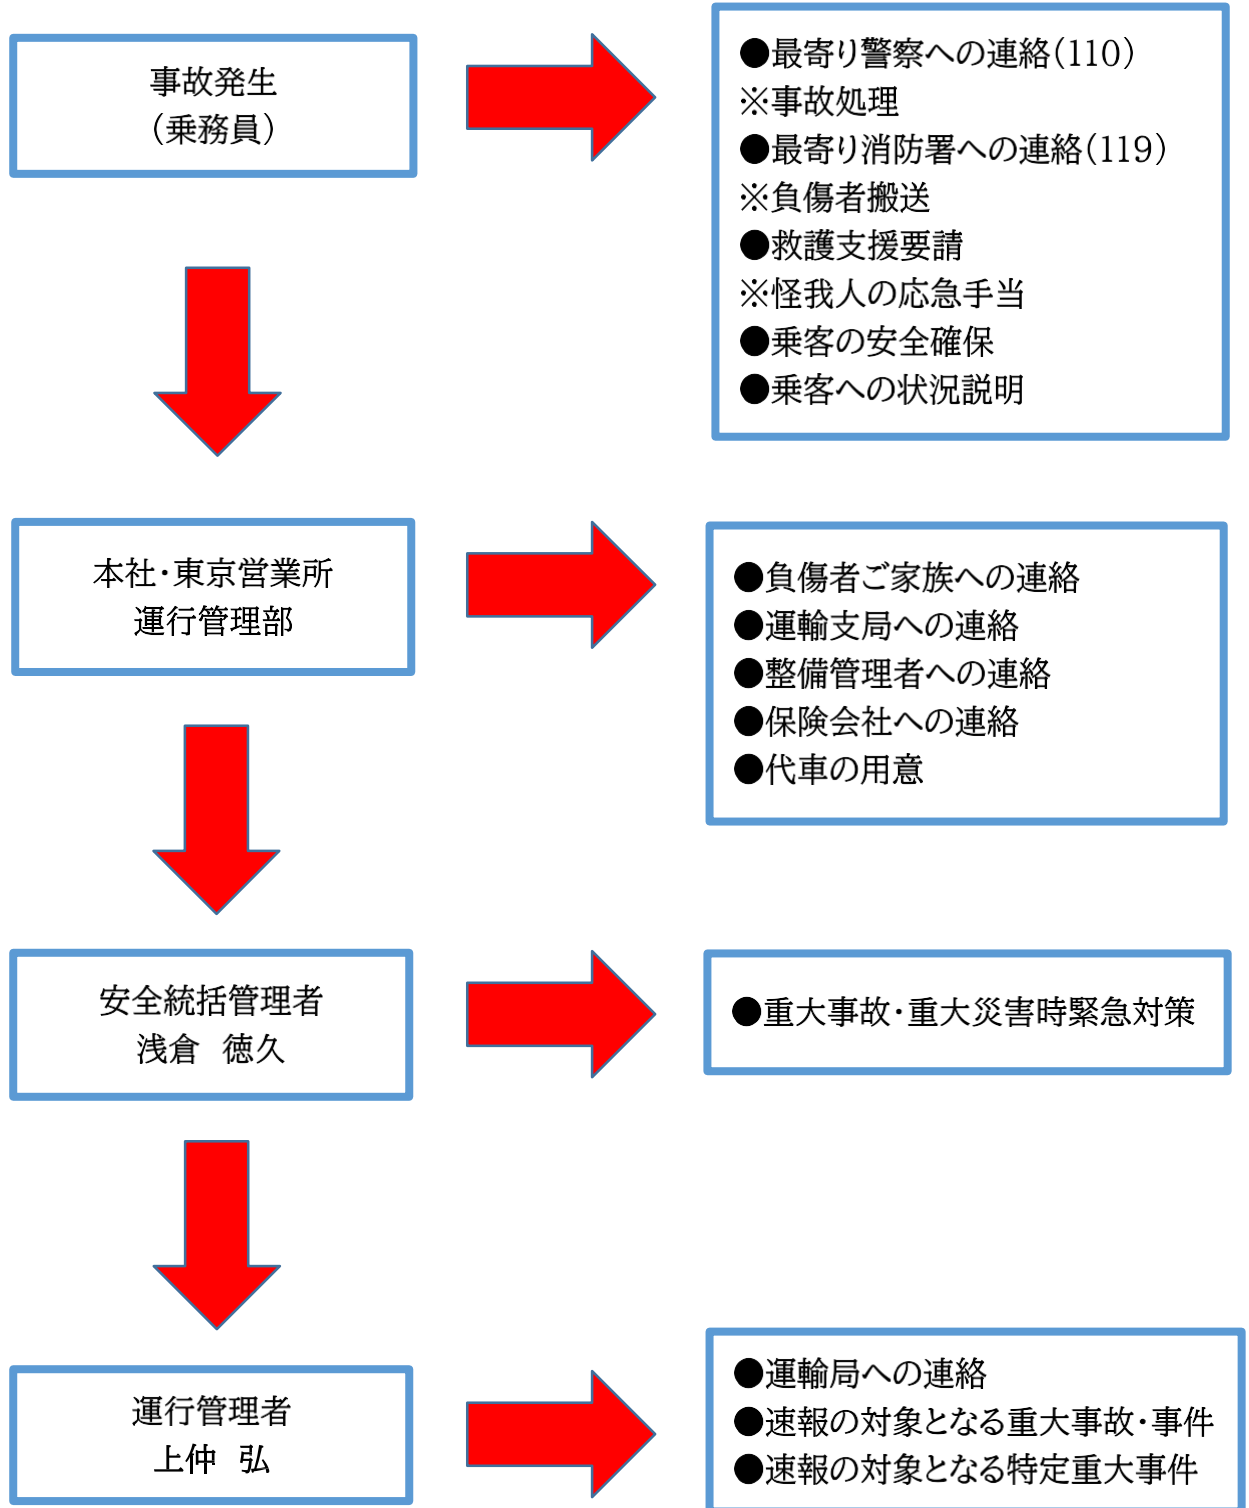 事故発生
（乗務員）
●最寄り警察への連絡（110）
※事故処理
●最寄り消防署への連絡（119）
※負傷者搬送
●救護支援要請
※怪我人の応急手当
●乗客の安全確保
●乗客への状況説明
本社・東京営業所
運行管理部
●負傷者ご家族への連絡
●運輸支局への連絡
●整備管理者への連絡
●保険会社への連絡
●代車の用意
安全統括管理者
浅倉　徳久
●重大事故・重大災害時緊急対策
運行管理者
上仲　弘
●運輸局への連絡
●速報の対象となる重大事故・事件
●速報の対象となる特定重大事件